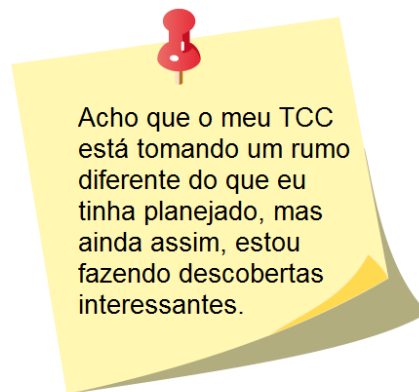 Acho que o meu TCC
está tomando um rumo
diferente do que eu
tinha planejado, mas
ainda assim, estou
fazendo descobertas
interessantes.